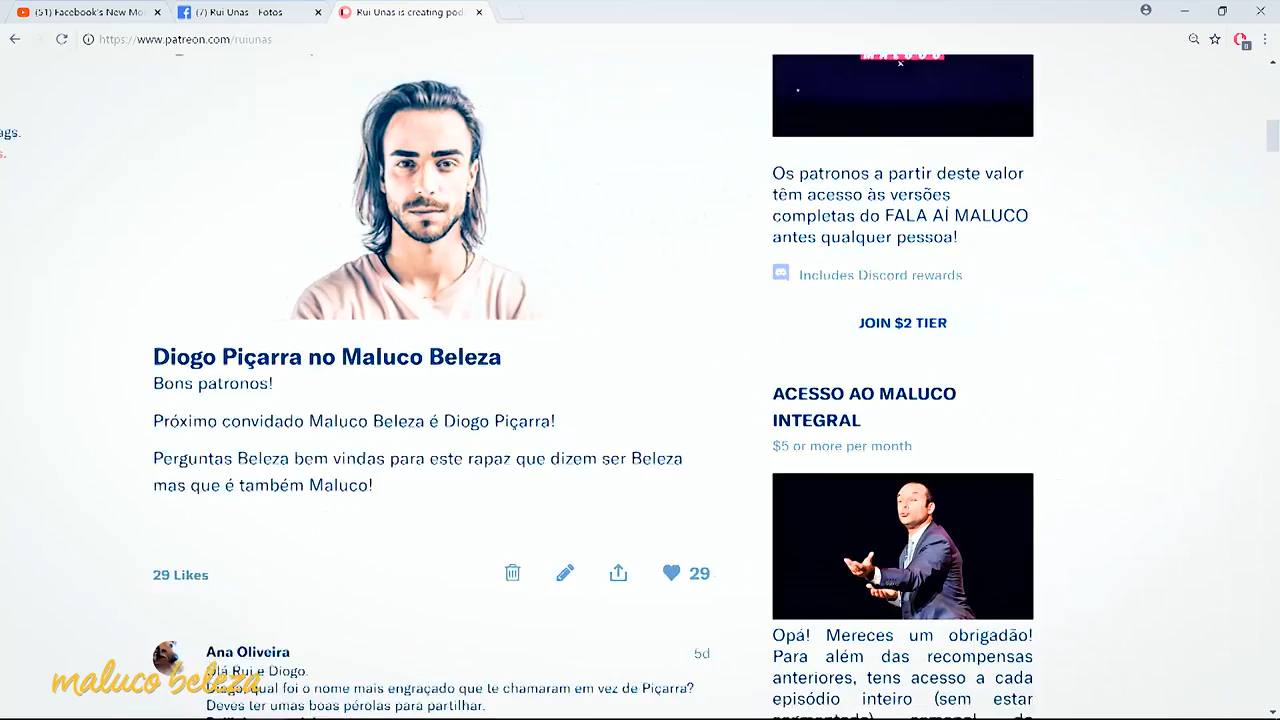 (51) Facebook's New Mo
(7) Rui Unas - Fotos
Rui Unas is creating pod
https://www.patreon.com/ruiunas
ags.
s.
MALUCO
Diogo Piçarra no Maluco Beleza
Bons patronos!
Próximo convidado Maluco Beleza é Diogo Piçarra!
Perguntas Beleza bem vindas para este rapaz que dizem ser Beleza
mas que é também Maluco!
29 Likes
29
Ana Oliveira
5d
Olá Rui e Diogo.
qual foi o nome mais engraçado que te chamaram em vez de Piçarra?
Deves ter umas boas pérolas para partilhar.
maluco beleza
Os patronos a partir deste valor
têm acesso às versões
completas do FALA AÍ MALUCO
antes qualquer pessoa!
Includes Discord rewards
JOIN $2 TIER
ACESSO AO MALUCO
INTEGRAL
$5 or more per month
Opá! Mereces um obrigadão!
Para além das recompensas
anteriores, tens acesso a cada
episódio inteiro (sem estar